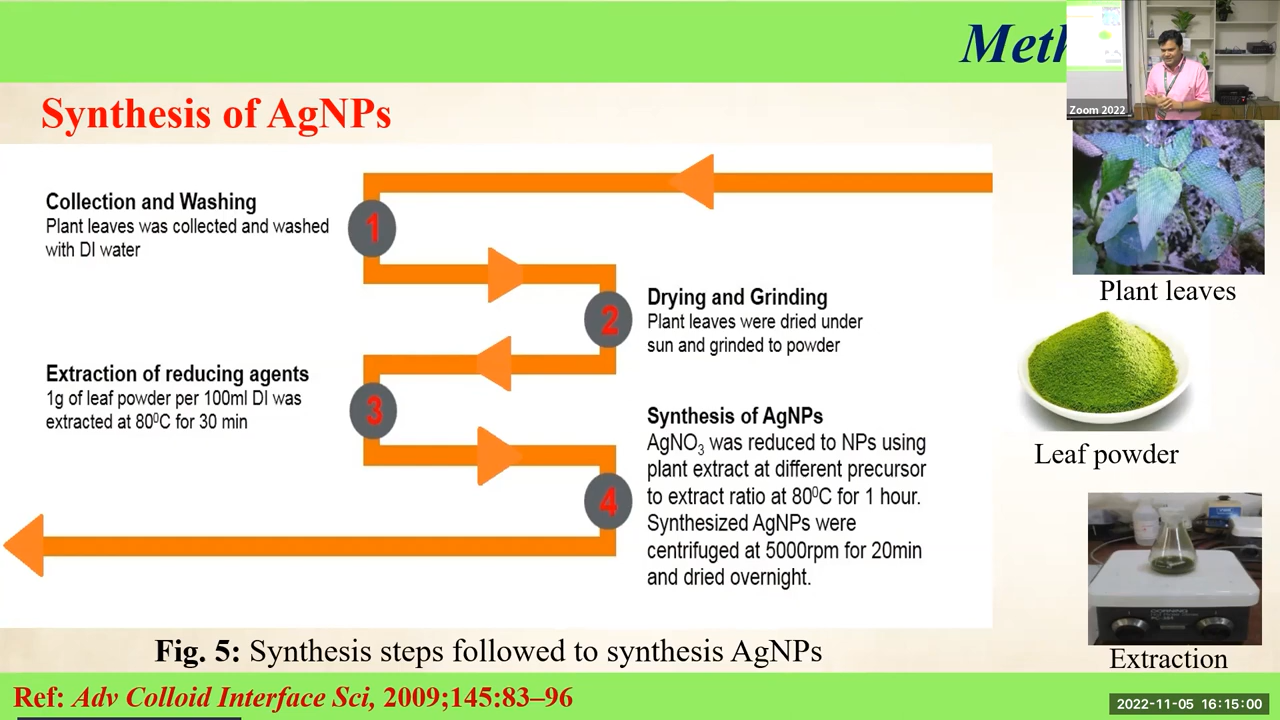 Meth
Zoom 2022
Synthesis of AgNPs
Collection and Washing
Plant leaves was collected and washed
with DI water
1
Drying and Grinding
Plant leaves were dried under
sun and grinded to powder
2
Extraction of reducing agents
1g of leaf powder per 100ml DI was
extracted at 80⁰C for 30 min
3
Synthesis of AgNPs
AgNO₃ was reduced to NPs using
plant extract at different precursor
to extract ratio at 80⁰C for 1 hour.
Synthesized AgNPs were
centrifuged at 5000rpm for 20min
and dried overnight.
4
Plant leaves
Leaf powder
Extraction
Fig. 5: Synthesis steps followed to synthesis AgNPs
Ref: Adv Colloid Interface Sci, 2009;145:83–96
2022-11-05 16:15:00